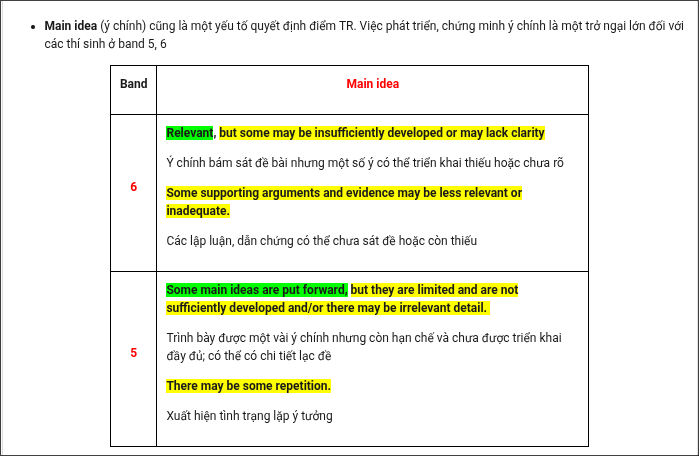 Main idea (ý chính) cũng là một yếu tố quyết định điểm TR. Việc phát triển, chứng minh ý chính là một trở ngại lớn đối với
các thí sinh ở band 5, 6
Band
Main idea
6
Relevant, but some may be insufficiently developed or may lack clarity
Ý chính bám sát đề bài nhưng một số ý có thể triển khai thiếu hoặc chưa rõ
Some supporting arguments and evidence may be less relevant or
inadequate.
Các lập luận, dẫn chứng có thể chưa sát đề hoặc còn thiếu
5
Some main ideas are put forward, but they are limited and are not
sufficiently developed and/or there may be irrelevant detail.
Trình bày được một vài ý chính nhưng còn hạn chế và chưa được triển khai
đầy đủ; có thể có chi tiết lạc đề
There may be some repetition.
Xuất hiện tình trạng lặp ý tưởng